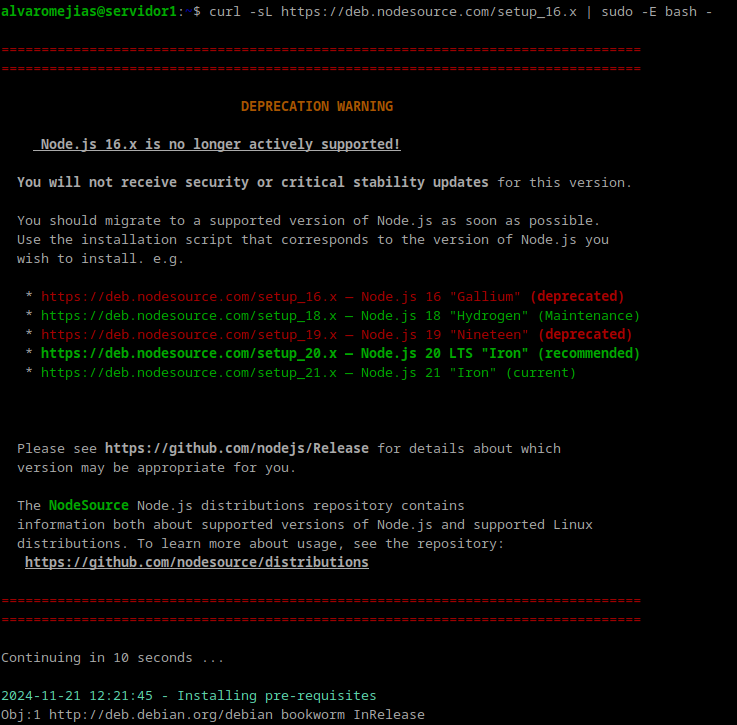 alvaromejias@servidor1:~$ curl -sL https://deb.nodesource.com/setup_16.x | sudo -E bash -
================================================================================
================================================================================
DEPRECATION WARNING
Node.js 16.x is no longer actively supported!
You will not receive security or critical stability updates for this version.
You should migrate to a supported version of Node.js as soon as possible.
Use the installation script that corresponds to the version of Node.js you
wish to install. e.g.
* https://deb.nodesource.com/setup_16.x — Node.js 16 "Gallium" (deprecated)
* https://deb.nodesource.com/setup_18.x — Node.js 18 "Hydrogen" (Maintenance)
* https://deb.nodesource.com/setup_19.x — Node.js 19 "Nineteen" (deprecated)
* https://deb.nodesource.com/setup_20.x — Node.js 20 LTS "Iron" (recommended)
* https://deb.nodesource.com/setup_21.x — Node.js 21 "Iron" (current)
Please see https://github.com/nodejs/Release for details about which
version may be appropriate for you.
The NodeSource Node.js distributions repository contains
information both about supported versions of Node.js and supported Linux
distributions. To learn more about usage, see the repository:
https://github.com/nodesource/distributions
================================================================================
================================================================================
Continuing in 10 seconds ...
2024-11-21 12:21:45 - Installing pre-requisites
Obj:1 http://deb.debian.org/debian bookworm InRelease